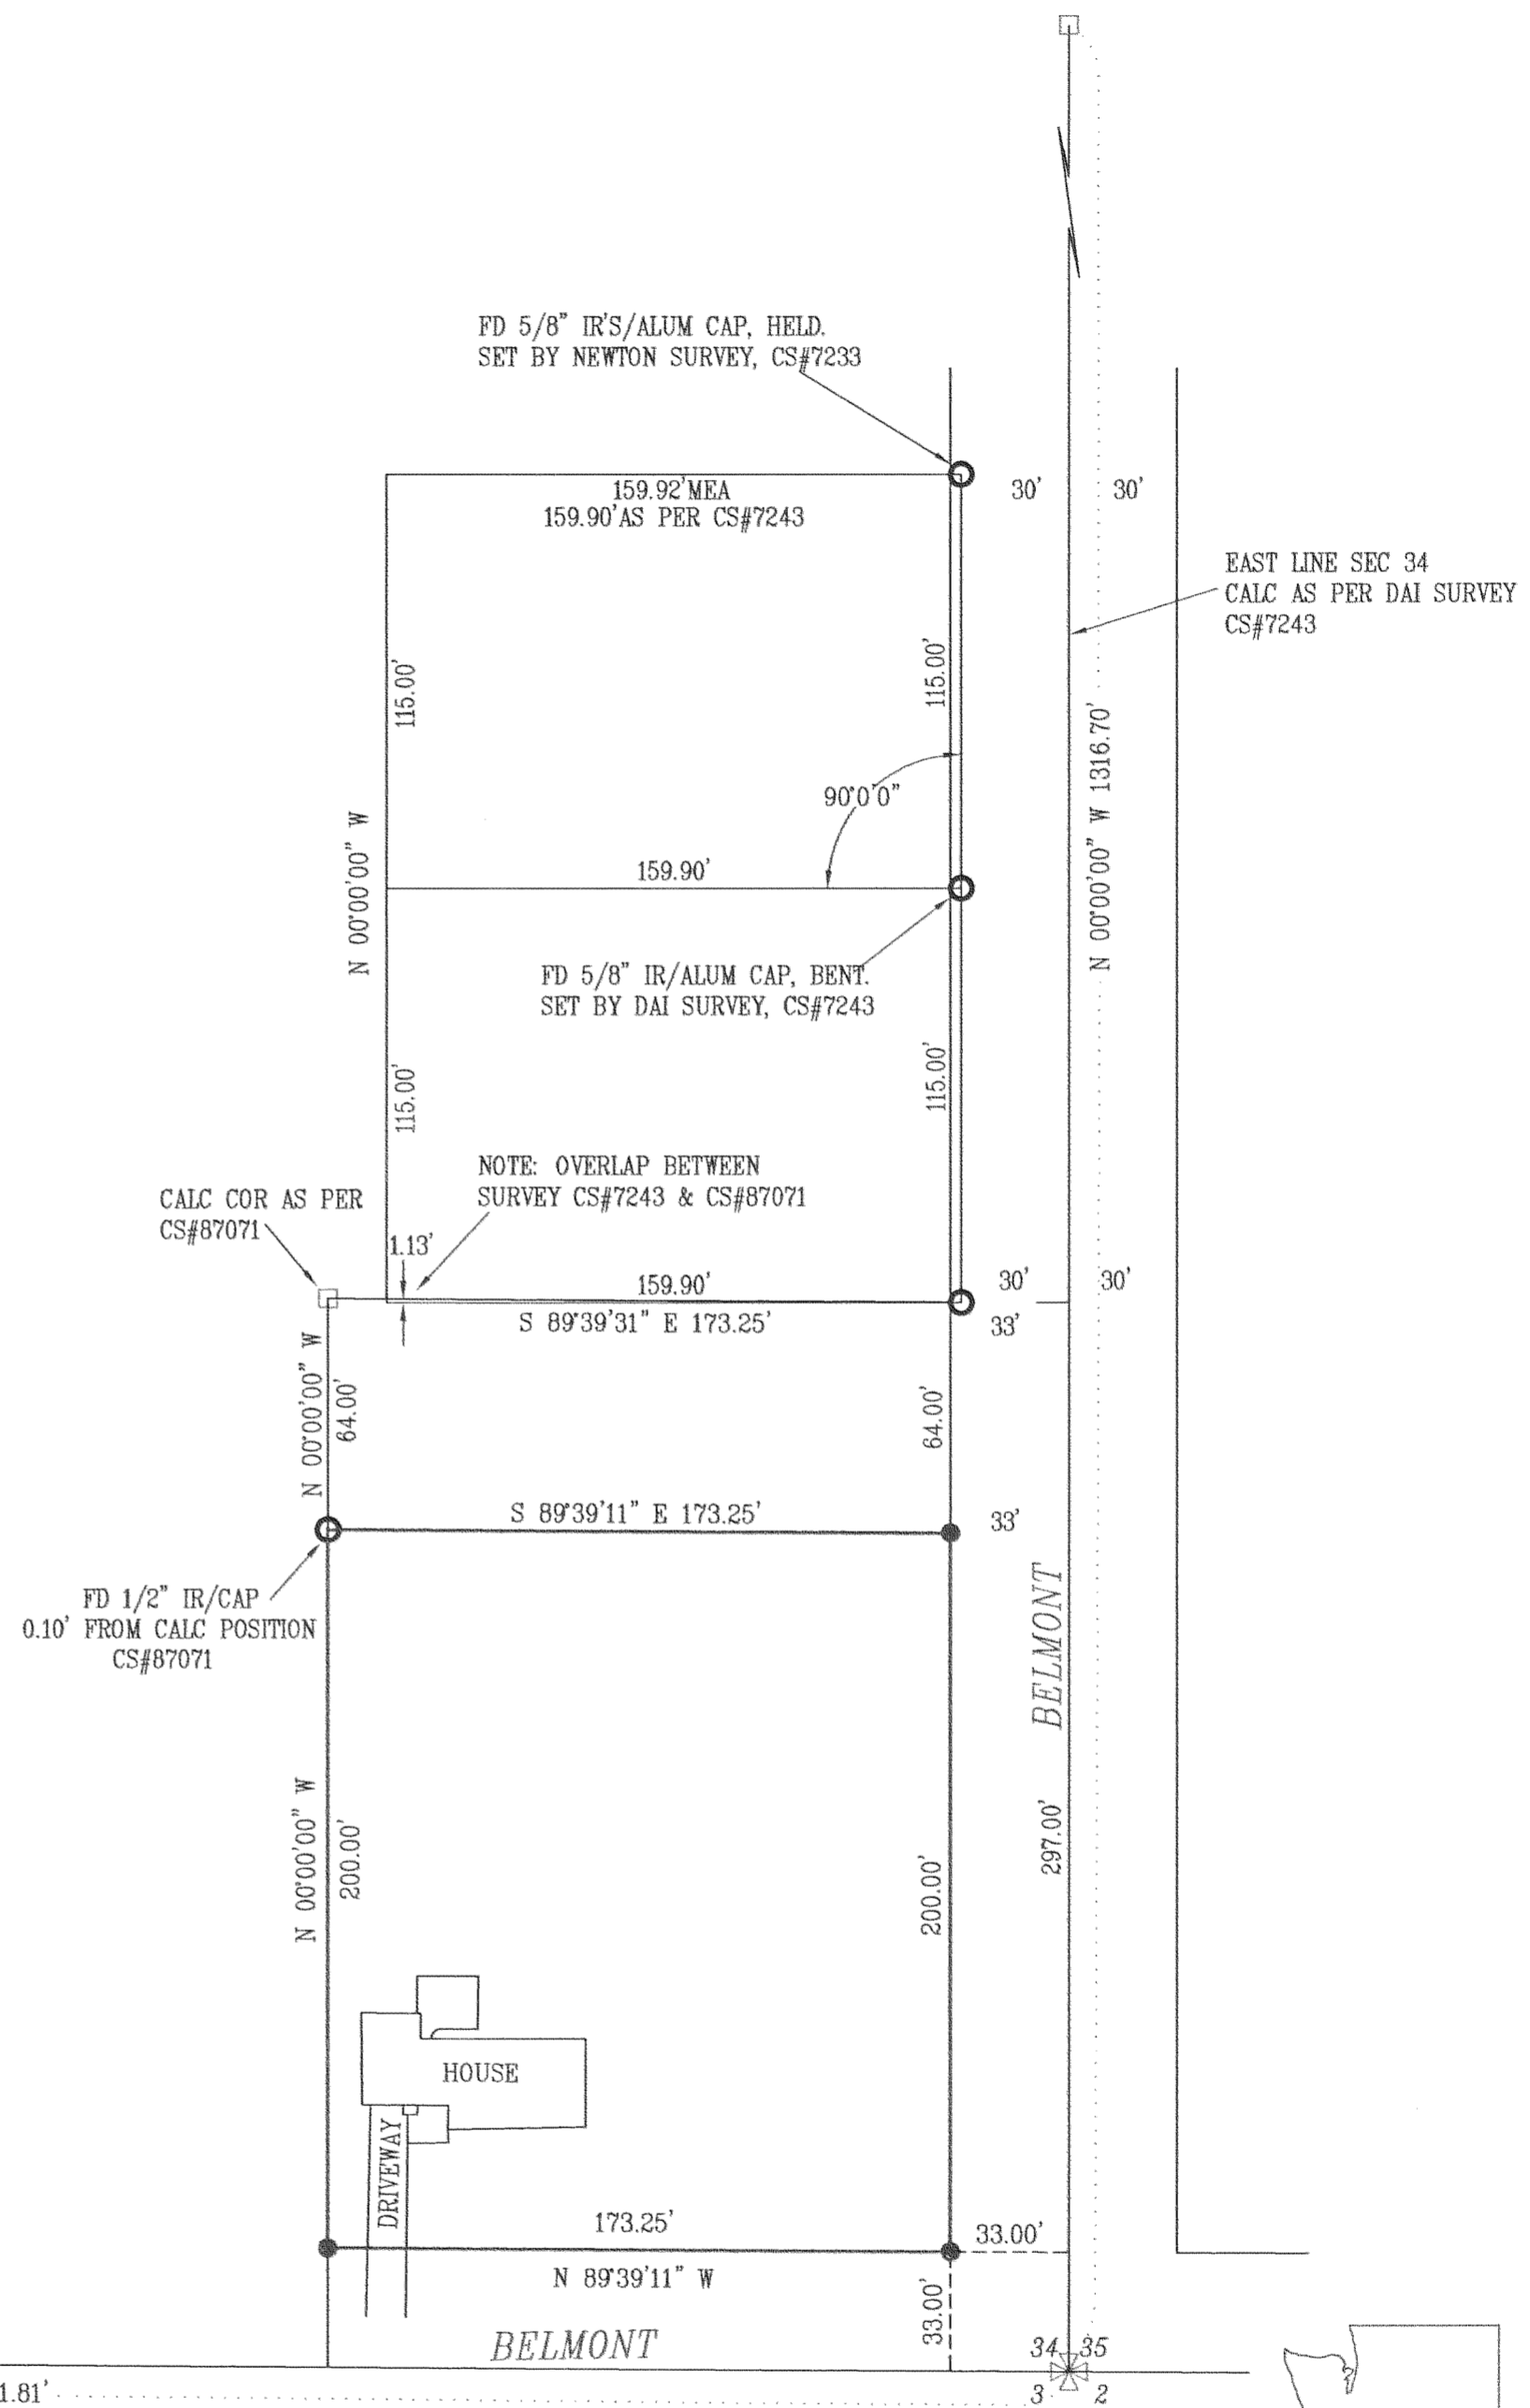 FD 5/8" IR'S/ALUM CAP, HELD.
SET BY NEWTON SURVEY, CS#7233
159.92'MEA
159.90'AS PER CS#7243
30'
30'
EAST LINE SEC 34
CALC AS PER DAI SURVEY
CS#7243
115.00'
115.00'
N 00°00'00" W 1316.70'
90°0'0"
N 00°00'00" W
159.90'
FD 5/8" IR/ALUM CAP, BENT.
SET BY DAI SURVEY, CS#7243
115.00'
115.00'
NOTE: OVERLAP BETWEEN
SURVEY CS#7243 & CS#87071
CALC COR AS PER
CS#87071
1.13'
159.90'
30'
30'
S 89°39'31" E 173.25'
33'
N 00°00'00" W
64.00'
64.00'
S 89°39'11" E 173.25'
33'
FD 1/2" IR/CAP
0.10' FROM CALC POSITION
CS#87071
BELMONT
N 00°00'00" W
200.00'
200.00'
297.00'
HOUSE
DRIVEWAY
173.25'
33.00'
N 89°39'11" W
33.00'
BELMONT
34 35
1.81'
3 2